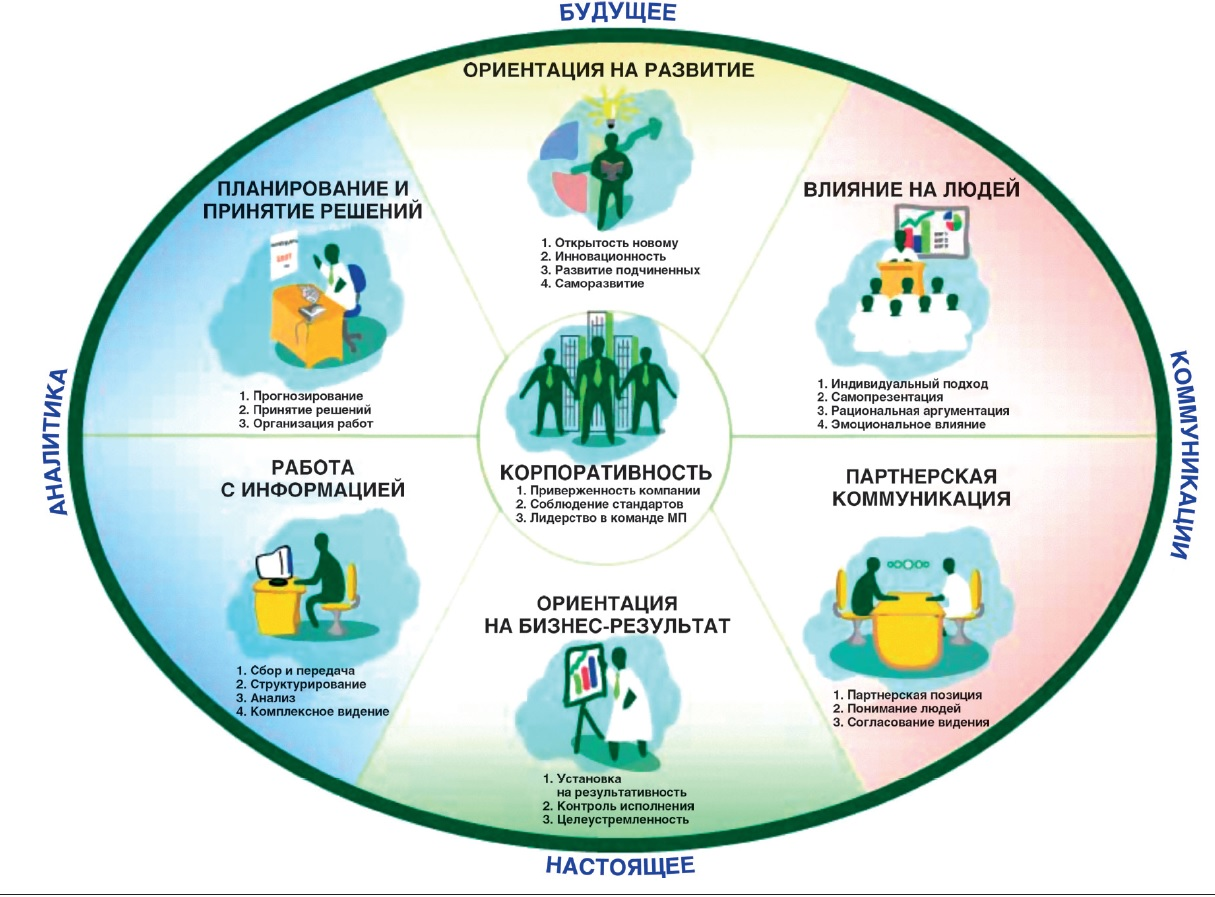 БУДУЩЕЕ
ОРИЕНТАЦИЯ НА РАЗВИТИЕ
1. Открытость новому
2. Инновационность
3. Развитие подчиненных
4. Саморазвитие
ПЛАНИРОВАНИЕ И
ПРИНЯТИЕ РЕШЕНИЙ
1. Прогнозирование
2. Принятие решений
3. Организация работ
ВЛИЯНИЕ НА ЛЮДЕЙ
1. Индивидуальный подход
2. Самопрезентация
3. Рациональная аргументация
4. Эмоциональное влияние
АНАЛИТИКА
КОММУНИКАЦИИ
КОРПОРАТИВНОСТЬ
1. Приверженность компании
2. Соблюдение стандартов
3. Лидерство в команде МП
РАБОТА
С ИНФОРМАЦИЕЙ
1. Сбор и передача
2. Структурирование
3. Анализ
4. Комплексное видение
ПАРТНЕРСКАЯ
КОММУНИКАЦИЯ
1. Партнерская позиция
2. Понимание людей
3. Согласование видения
ОРИЕНТАЦИЯ
НА БИЗНЕС-РЕЗУЛЬТАТ
1. Установка
на результативность
2. Контроль исполнения
3. Целеустремленность
НАСТОЯЩЕЕ